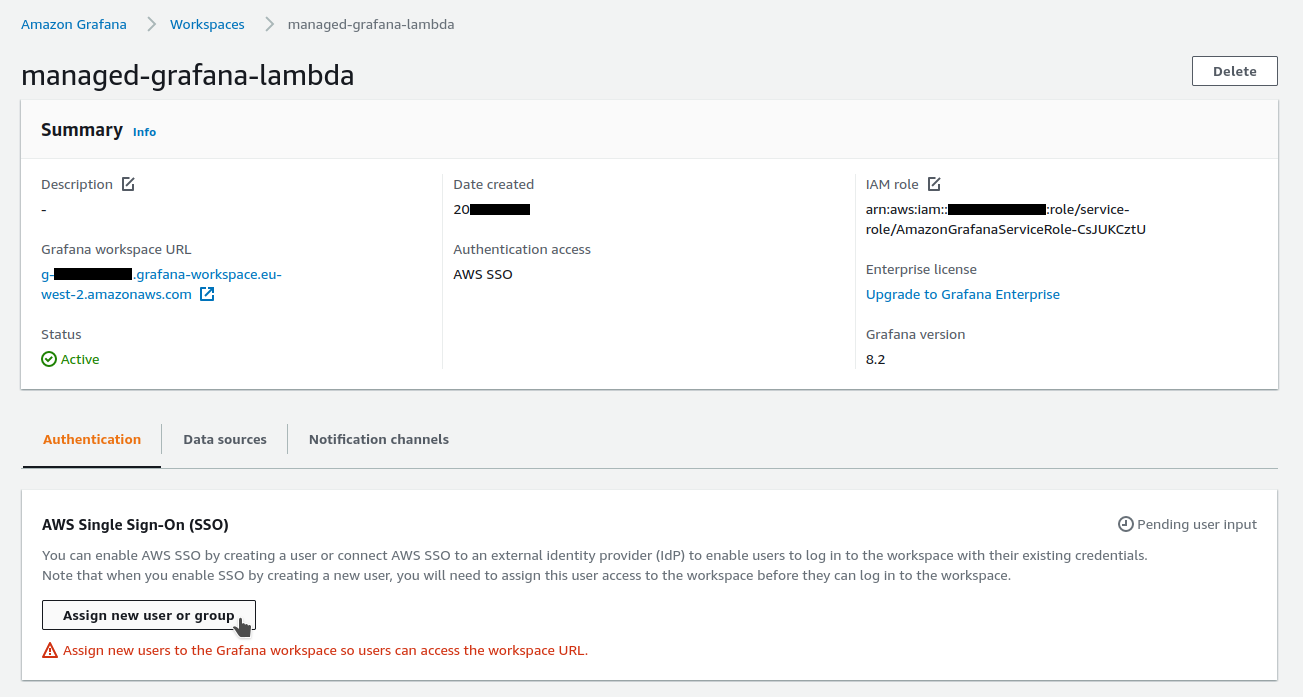 Amazon Grafana > Workspaces > managed-grafana-lambda
managed-grafana-lambda
Delete
Summary Info
Description
-
Grafana workspace URL
g-.grafana-workspace.eu-
west-2.amazonaws.com
Status
Active
Date created
20
Authentication access
AWS SSO
IAM role
arn:aws:iam:::role/service-
role/AmazonGrafanaServiceRole-CsJUKCztU
Enterprise license
Upgrade to Grafana Enterprise
Grafana version
8.2
Authentication
Data sources
Notification channels
AWS Single Sign-On (SSO)
Pending user input
You can enable AWS SSO by creating a user or connect AWS SSO to an external identity provider (IdP) to enable users to log in to the workspace with their existing credentials.
Note that when you enable SSO by creating a new user, you will need to assign this user access to the workspace before they can log in to the workspace.
Assign new user or group
Assign new users to the Grafana workspace so users can access the workspace URL.